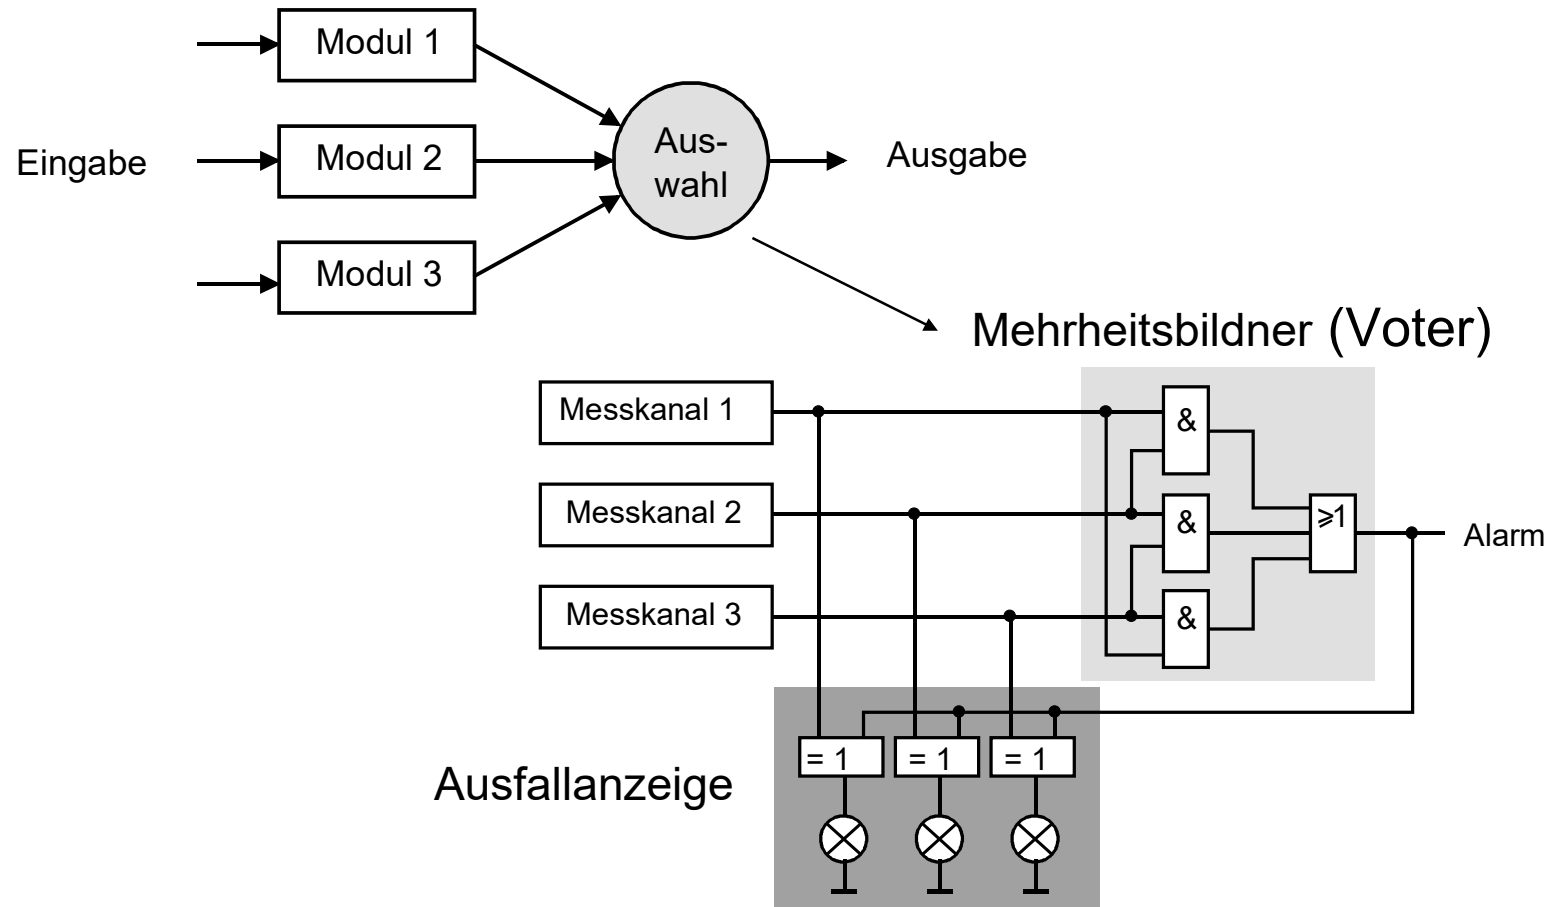 Modul 1
Modul 2
Modul 3
Eingabe
Aus-
wahl
Ausgabe
Mehrheitsbildner (Voter)
Messkanal 1
Messkanal 2
Messkanal 3
&
&
&
⩾1
Alarm
= 1
= 1
= 1
Ausfallanzeige